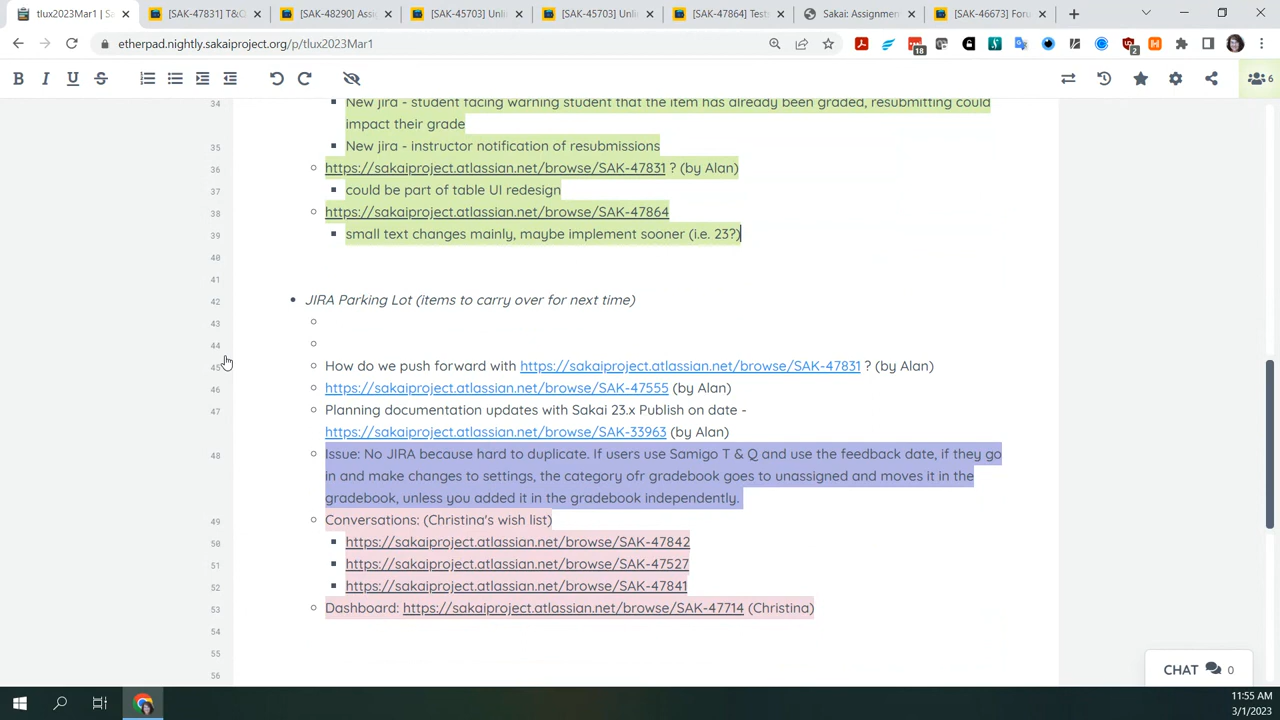 [SAK-47831] T&Q
[SAK-48290] Assig
[SAK-45703] Unli
[SAK-45703] Unli
[SAK-47864] Tests
Sakai: Assignmen
[SAK-46673] Foru
etherpad.nightly.sakaiproject.org/p/tlux2023Mar1
18
2
6
34 New jira - student facing warning student that the item has already been graded, resubmitting could
impact their grade
35 New jira - instructor notification of resubmissions
36 https://sakaiproject.atlassian.net/browse/SAK-47831 ? (by Alan)
37 could be part of table UI redesign
38 https://sakaiproject.atlassian.net/browse/SAK-47864
39 small text changes mainly, maybe implement sooner (i.e. 23?)
40
41
42 JIRA Parking Lot (items to carry over for next time)
43
44
45 How do we push forward with https://sakaiproject.atlassian.net/browse/SAK-47831 ? (by Alan)
46 https://sakaiproject.atlassian.net/browse/SAK-47555 (by Alan)
47 Planning documentation updates with Sakai 23.x Publish on date -
https://sakaiproject.atlassian.net/browse/SAK-33963 (by Alan)
48 Issue: No JIRA because hard to duplicate. If users use Samigo T & Q and use the feedback date, if they go
in and make changes to settings, the category ofr gradebook goes to unassigned and moves it in the
gradebook, unless you added it in the gradebook independently.
49 Conversations: (Christina's wish list)
50 https://sakaiproject.atlassian.net/browse/SAK-47842
51 https://sakaiproject.atlassian.net/browse/SAK-47527
52 https://sakaiproject.atlassian.net/browse/SAK-47841
53 Dashboard: https://sakaiproject.atlassian.net/browse/SAK-47714 (Christina)
54
55
56
CHAT 0
11:55 AM
3/1/2023